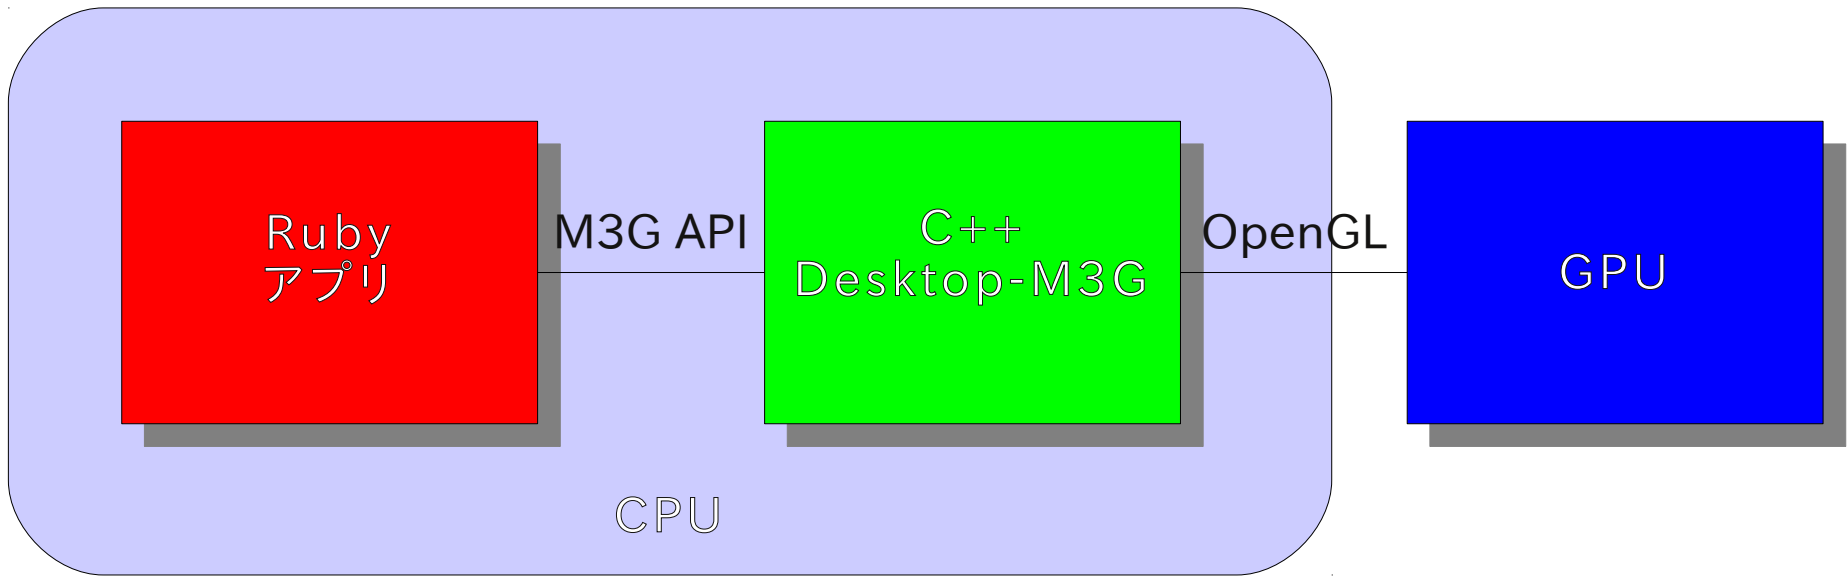 Ruby
アプリ
M3G API
C++
Desktop-M3G
OpenGL
GPU
CPU